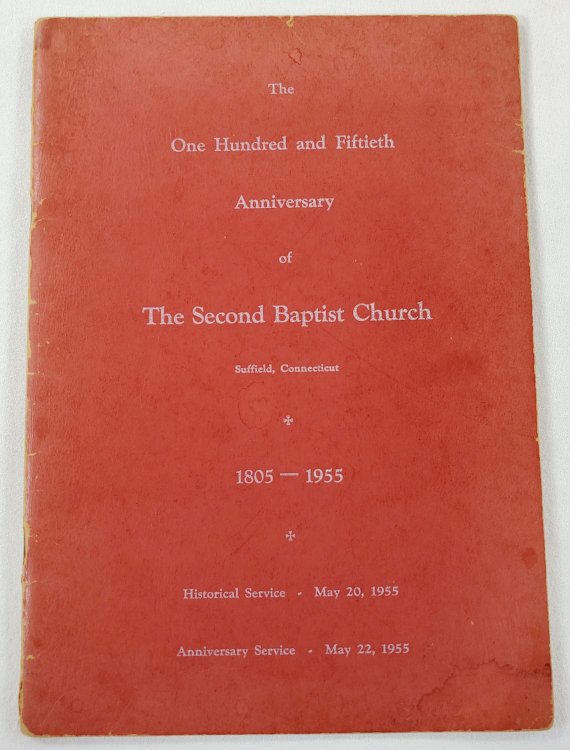 The
One Hundred and Fiftieth
Anniversary
of
The Second Baptist Church
Suffield, Connecticut
✠
1805 — 1955
✠
Historical Service - May 20, 1955
Anniversary Service - May 22, 1955